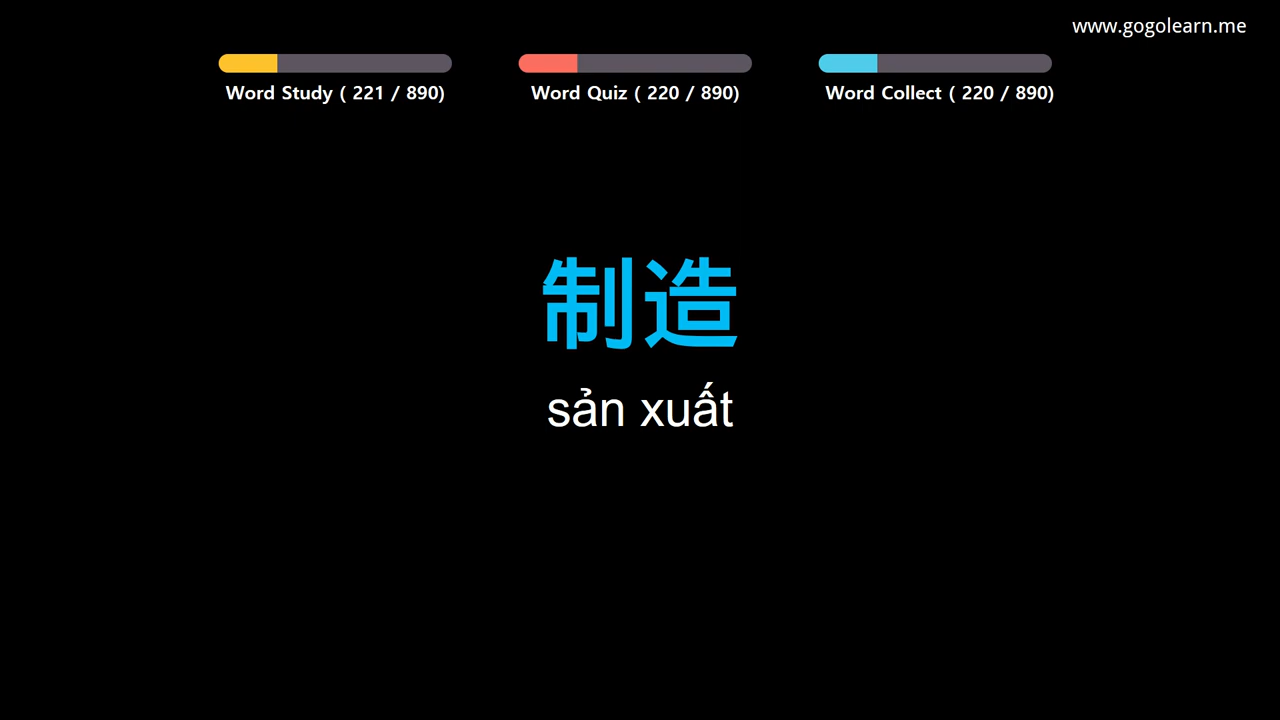 www.gogolearn.me
Word Study ( 221 / 890)
Word Quiz ( 220 / 890)
Word Collect ( 220 / 890)
制造
sản xuất